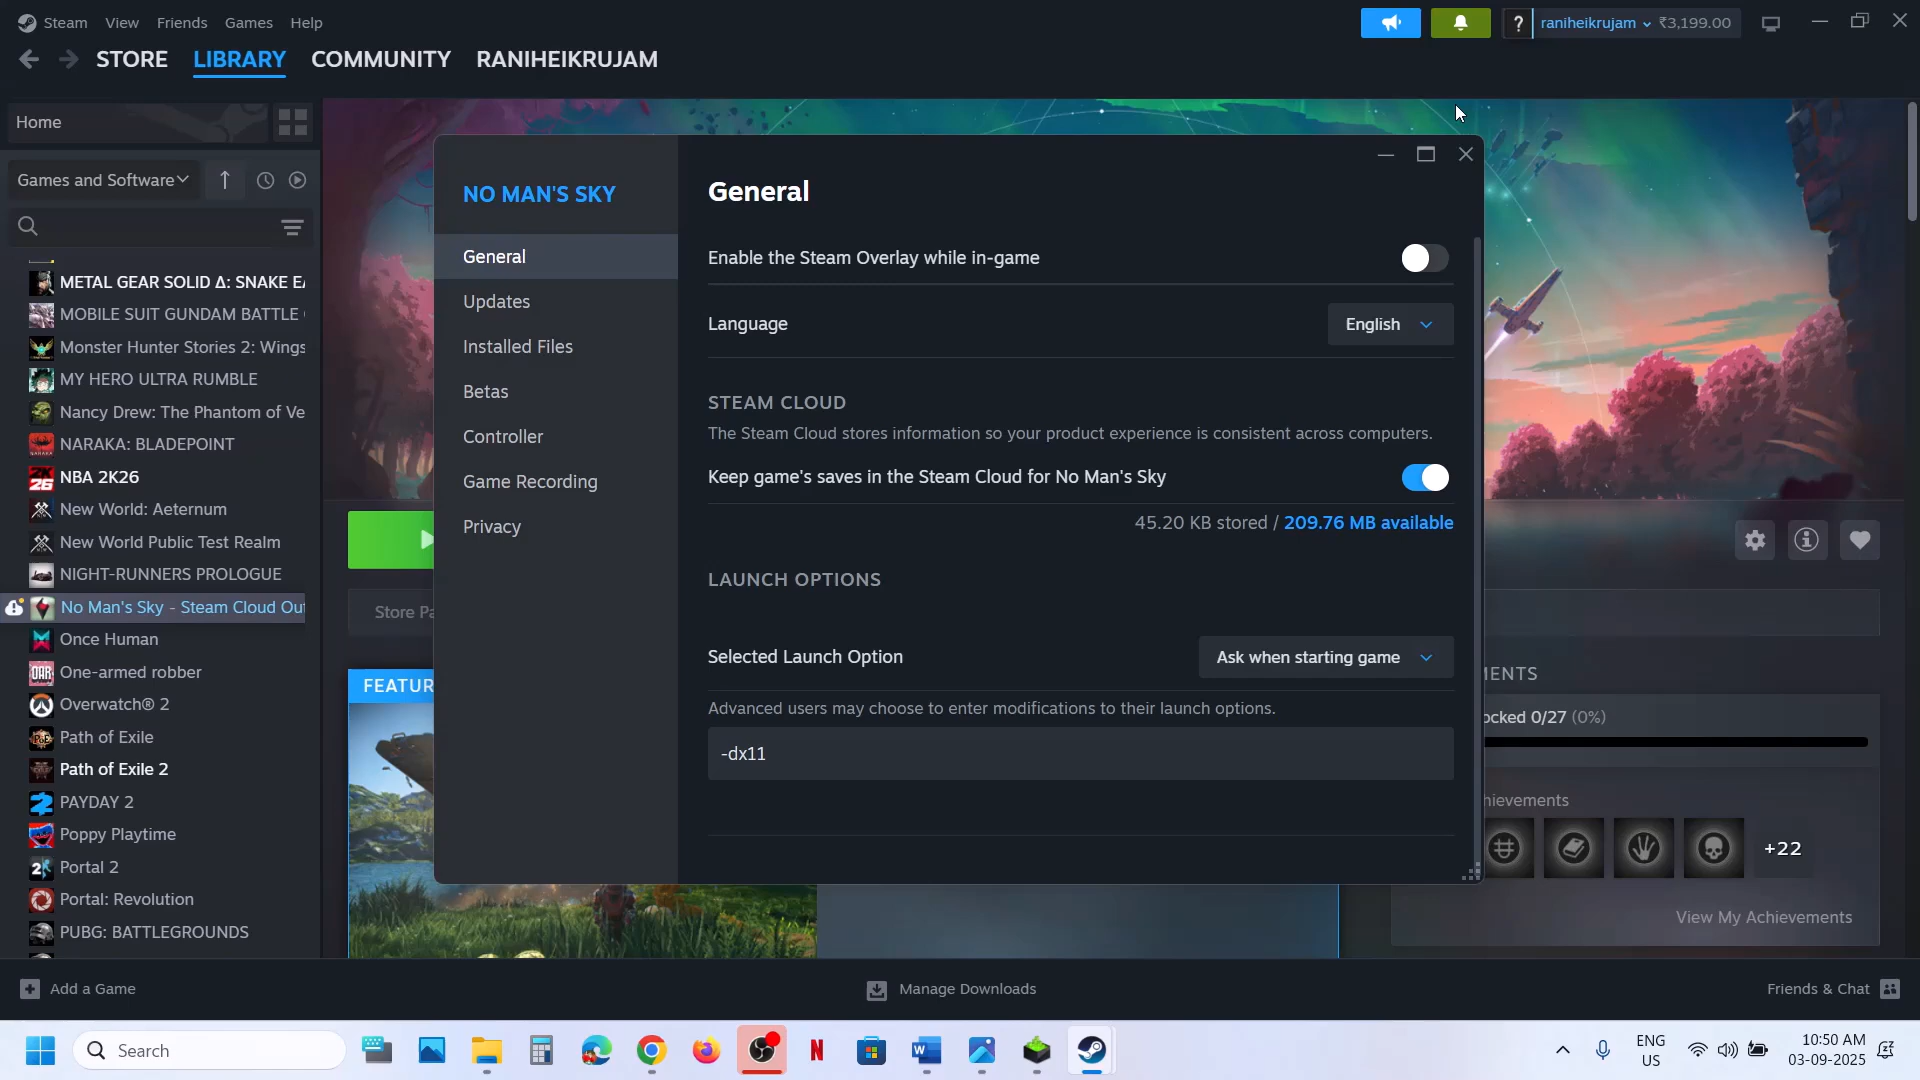 Steam View Friends Games Help
raniheikrujam ₹3,199.00
STORE LIBRARY COMMUNITY RANIHEIKRUJAM
Home
Games and Software
METAL GEAR SOLID Δ: SNAKE EA
MOBILE SUIT GUNDAM BATTLE
Monster Hunter Stories 2: Wings
MY HERO ULTRA RUMBLE
Nancy Drew: The Phantom of Ve
NARAKA: BLADEPOINT
NBA 2K26
New World: Aeternum
New World Public Test Realm
NIGHT-RUNNERS PROLOGUE
No Man's Sky - Steam Cloud Out
Once Human
One-armed robber
Overwatch® 2
Path of Exile
Path of Exile 2
PAYDAY 2
Poppy Playtime
Portal 2
Portal: Revolution
PUBG: BATTLEGROUNDS
NO MAN'S SKY
General
Updates
Installed Files
Betas
Controller
Game Recording
Privacy
General
Enable the Steam Overlay while in-game
Language English
STEAM CLOUD
The Steam Cloud stores information so your product experience is consistent across computers.
Keep game's saves in the Steam Cloud for No Man's Sky
45.20 KB stored / 209.76 MB available
LAUNCH OPTIONS
Selected Launch Option Ask when starting game
Advanced users may choose to enter modifications to their launch options.
-dx11
Store Pa
FEATUR
MENTS
ocked 0/27 (0%)
hievements
+22
View My Achievements
Add a Game
Manage Downloads
Friends & Chat
Search
ENG
US
10:50 AM
03-09-2025